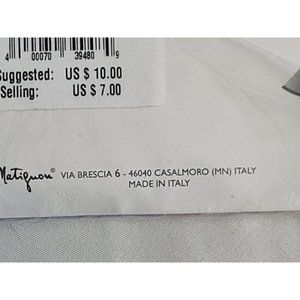 4 00070 39480 9
Suggested: US $ 10.00
Selling: US $ 7.00
Matignon® VIA BRESCIA 6 - 46040 CASALMORO (MN) ITALY
MADE IN ITALY